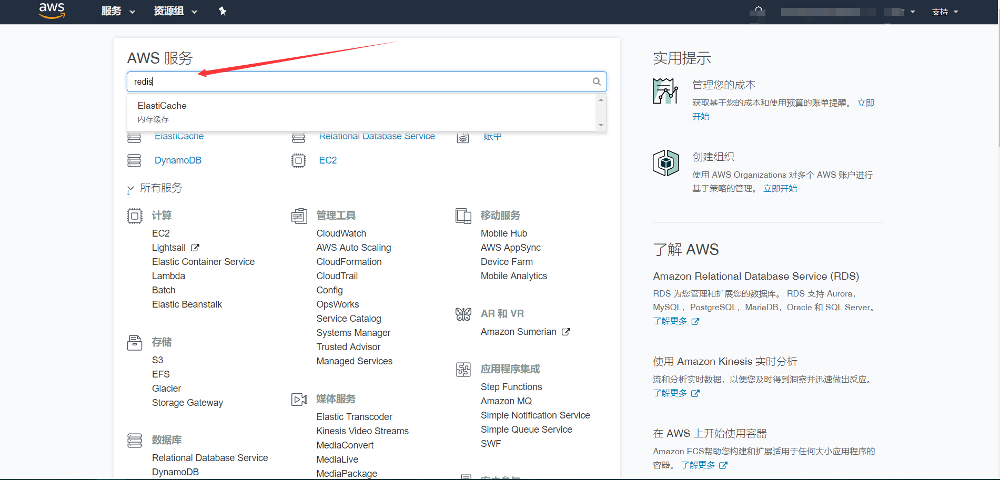 aws
服务
资源组
支持
AWS 服务
redis
ElastiCache
内存缓存
ElastiCache
Relational Database Service
账单
DynamoDB
EC2
所有服务
计算
EC2
Lightsail
Elastic Container Service
Lambda
Batch
Elastic Beanstalk
存储
S3
EFS
Glacier
Storage Gateway
数据库
Relational Database Service
DynamoDB
管理工具
CloudWatch
AWS Auto Scaling
CloudFormation
CloudTrail
Config
OpsWorks
Service Catalog
Systems Manager
Trusted Advisor
Managed Services
媒体服务
Elastic Transcoder
Kinesis Video Streams
MediaConvert
MediaLive
MediaPackage
移动服务
Mobile Hub
AWS AppSync
Device Farm
Mobile Analytics
AR 和 VR
Amazon Sumerian
应用程序集成
Step Functions
Amazon MQ
Simple Notification Service
Simple Queue Service
SWF
实用提示
管理您的成本
获取基于您的成本和使用预算的账单提醒。 立即
开始
创建组织
使用 AWS Organizations 对多个 AWS 账户进行
基于策略的管理。 立即开始
了解 AWS
Amazon Relational Database Service (RDS)
RDS 为您管理和扩展您的数据库。 RDS 支持 Aurora，
MySQL，PostgreSQL，MariaDB，Oracle 和 SQL Server。
了解更多
使用 Amazon Kinesis 实时分析
流和分析实时数据，以便您及时得到洞察并迅速做出反应。
了解更多
在 AWS 上开始使用容器
Amazon ECS帮助您构建和扩展适用于任何大小应用程序的
容器。 了解更多